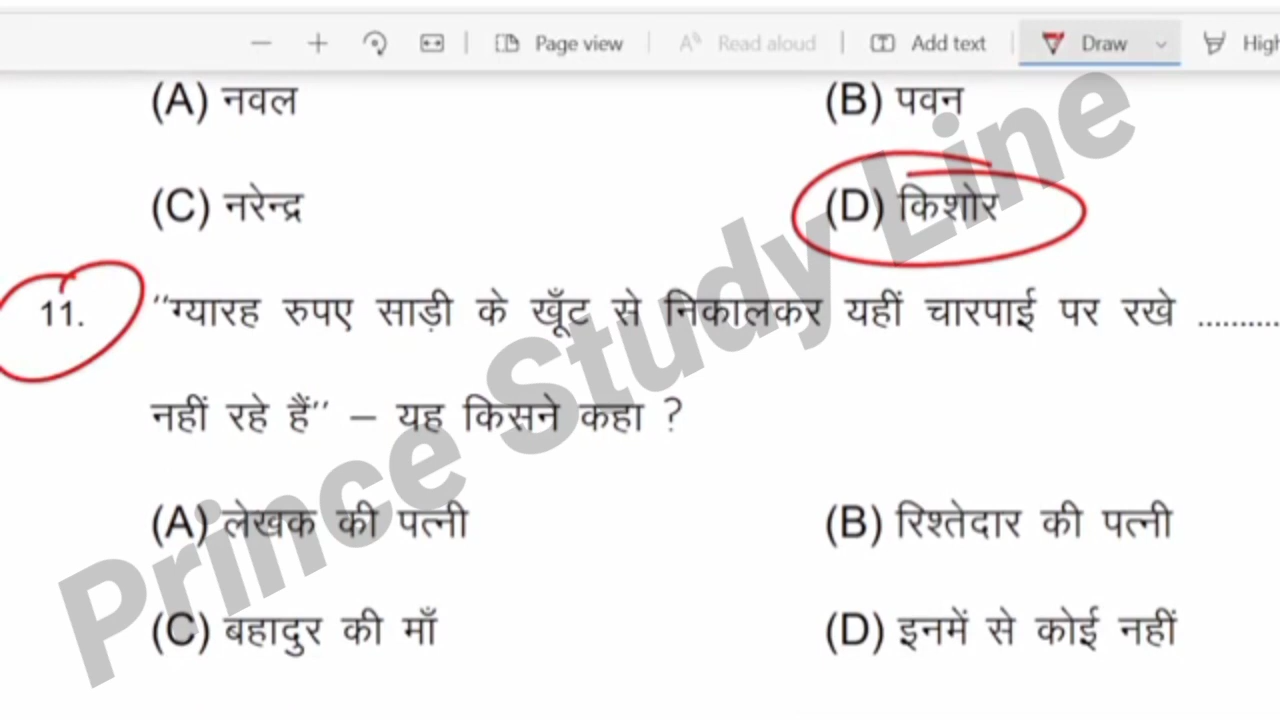 Page view Read aloud Add text Draw High
(A) नवल (B) पवन
(C) नरेन्द्र (D) किशोर
11. "ग्यारह रुपए साड़ी के खूँट से निकालकर यहीं चारपाई पर रखे ..........
नहीं रहे हैं" – यह किसने कहा ?
(A) लेखक की पत्नी (B) रिश्तेदार की पत्नी
(C) बहादुर की माँ (D) इनमें से कोई नहीं
Prince Study Line